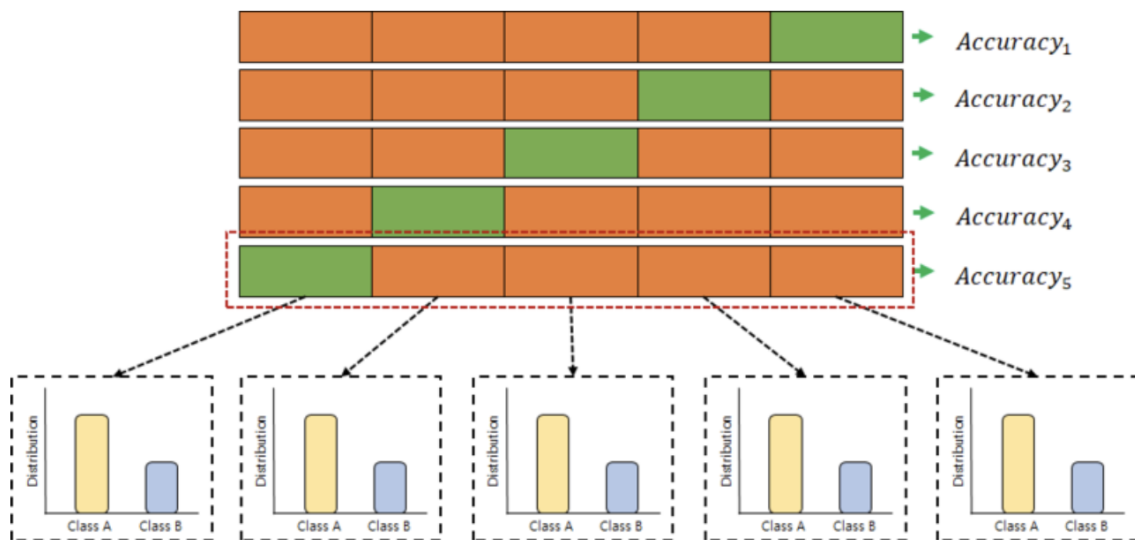 Accuracy₁
Accuracy₂
Accuracy₃
Accuracy₄
Accuracy₅
Distribution
Class A
Class B
Distribution
Class A
Class B
Distribution
Class A
Class B
Distribution
Class A
Class B
Distribution
Class A
Class B